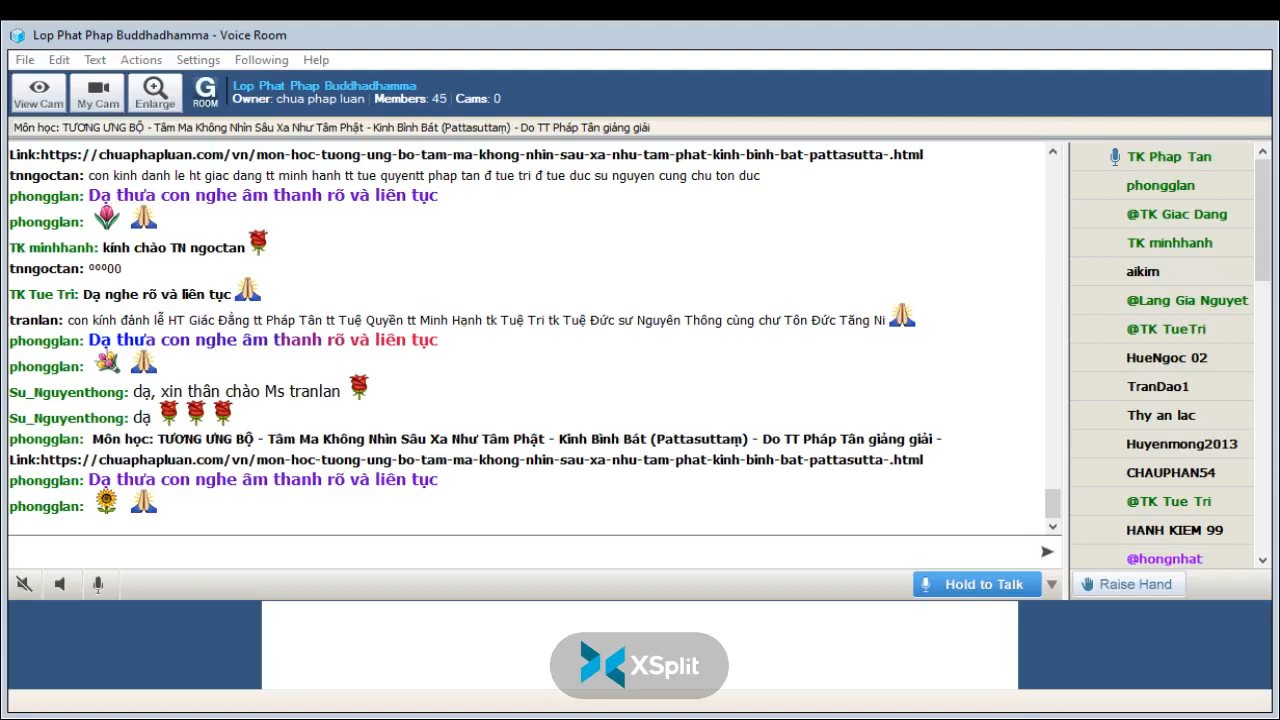 Lop Phat Phap Buddhadhamma - Voice Room
File Edit Text Actions Settings Following Help
View Cam My Cam Enlarge G ROOM
Lop Phat Phap Buddhadhamma
Owner: chua phap luan | Members: 45 | Cams: 0
Môn học: TƯƠNG ƯNG BỘ - Tâm Ma Không Nhìn Sâu Xa Như Tâm Phật - Kinh Bình Bát (Pattasuttaṃ) - Do TT Pháp Tân giảng giải
Link:https://chuaphapluan.com/vn/mon-hoc-tuong-ung-bo-tam-ma-khong-nhin-sau-xa-nhu-tam-phat-kinh-binh-bat-pattasutta-.html
tnngoctan: con kinh danh le ht giac dang tt minh hanh tt tue quyentt phap tan đ tue tri đ tue duc su nguyen cung chu ton duc
phongglan: Dạ thưa con nghe âm thanh rõ và liên tục
phongglan:
TK minhhanh: kính chào TN ngoctan
tnngoctan: ººº00
TK Tue Tri: Dạ nghe rõ và liên tục
tranlan: con kính đảnh lễ HT Giác Đẳng tt Pháp Tân tt Tuệ Quyền tt Minh Hạnh tk Tuệ Tri tk Tuệ Đức sư Nguyên Thông cùng chư Tôn Đức Tăng Ni
phongglan: Dạ thưa con nghe âm thanh rõ và liên tục
phongglan:
Su_Nguyenthong: dạ, xin thân chào Ms tranlan
Su_Nguyenthong: dạ
phongglan: Môn học: TƯƠNG ƯNG BỘ - Tâm Ma Không Nhìn Sâu Xa Như Tâm Phật - Kinh Bình Bát (Pattasuttaṃ) - Do TT Pháp Tân giảng giải -
Link:https://chuaphapluan.com/vn/mon-hoc-tuong-ung-bo-tam-ma-khong-nhin-sau-xa-nhu-tam-phat-kinh-binh-bat-pattasutta-.html
phongglan: Dạ thưa con nghe âm thanh rõ và liên tục
phongglan:
TK Phap Tan
phongglan
@TK Giac Dang
TK minhhanh
aikim
@Lang Gia Nguyet
@TK TueTri
HueNgoc 02
TranDao1
Thy an lac
Huyenmong2013
CHAUPHAN54
@TK Tue Tri
HANH KIEM 99
@hongnhat
Hold to Talk
Raise Hand
XSplit